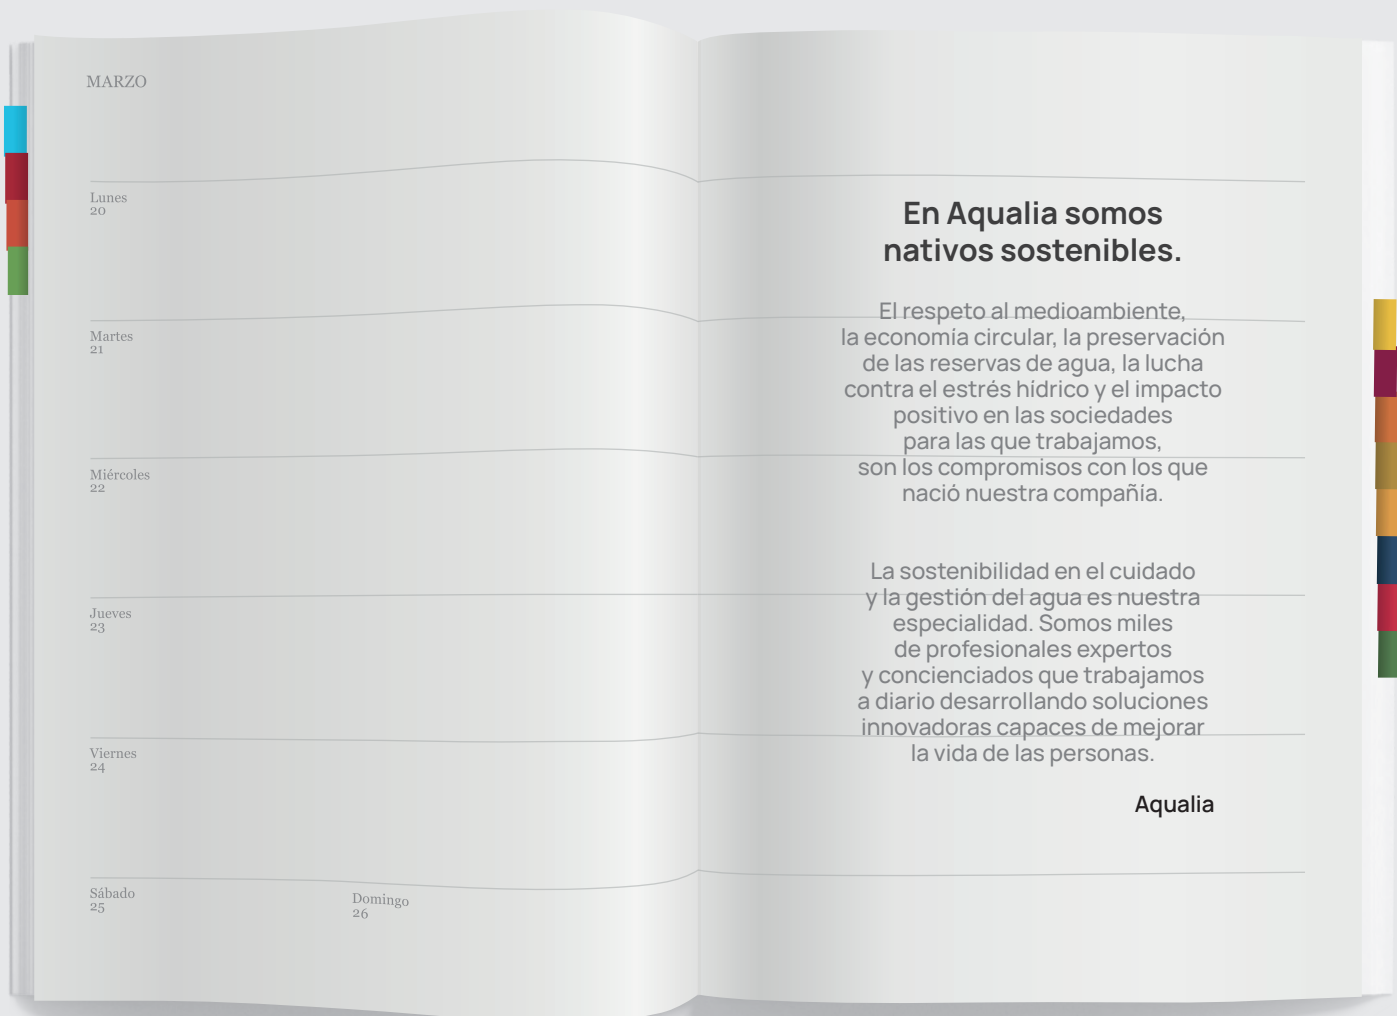 MARZO
Lunes
20
Martes
21
Miércoles
22
Jueves
23
Viernes
24
Sábado
25
Domingo
26
En Aqualia somos
nativos sostenibles.
El respeto al medioambiente,
la economía circular, la preservación
de las reservas de agua, la lucha
contra el estrés hídrico y el impacto
positivo en las sociedades
para las que trabajamos,
son los compromisos con los que
nació nuestra compañía.
La sostenibilidad en el cuidado
y la gestión del agua es nuestra
especialidad. Somos miles
de profesionales expertos
y concienciados que trabajamos
a diario desarrollando soluciones
innovadoras capaces de mejorar
la vida de las personas.
Aqualia